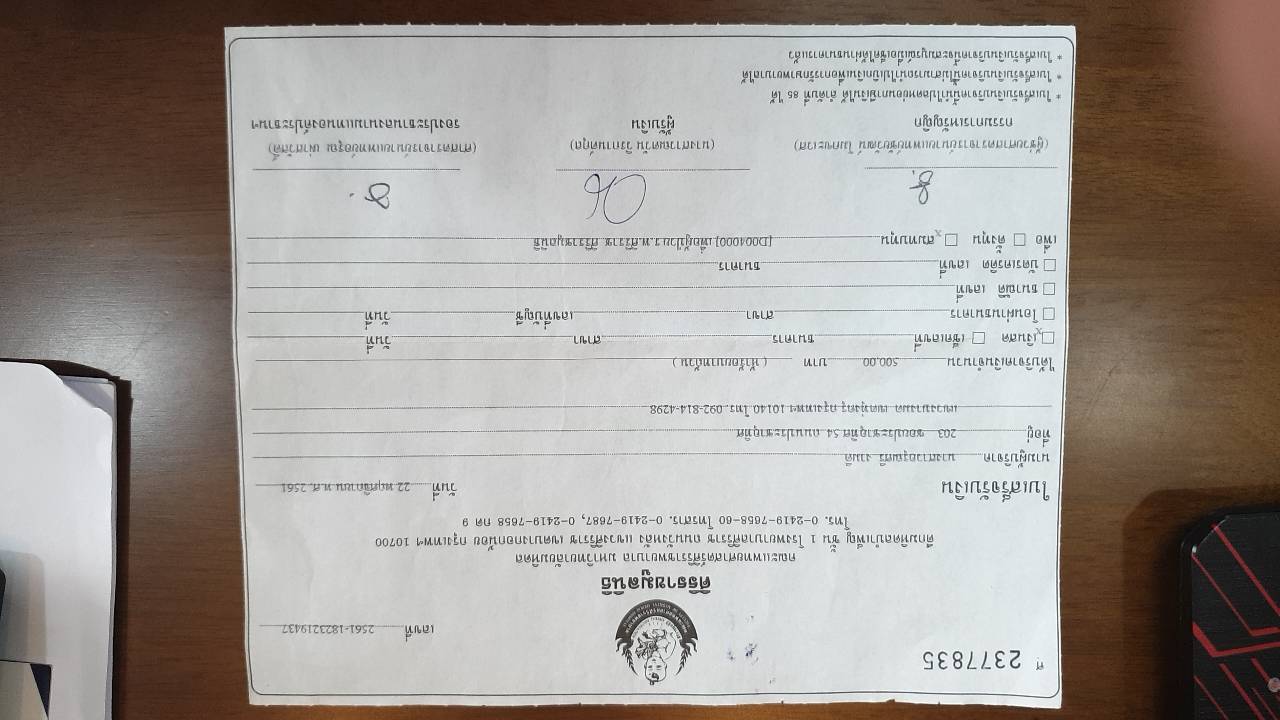 ศ 2377835
เลขที่ 2561-1823219437
ศิริราชมูลนิธิ
คณะแพทยศาสตร์ศิริราชพยาบาล มหาวิทยาลัยมหิดล
ตึกมหิดลบำเพ็ญ ชั้น 1 โรงพยาบาลศิริราช ถนนวังหลัง แขวงศิริราช เขตบางกอกน้อย กรุงเทพฯ 10700
โทร. 0-2419-7658-60 โทรสาร. 0-2419-7687, 0-2419-7658 กด 9
ใบเสร็จรับเงิน วันที่ 22 พฤศจิกายน พ.ศ. 2561
นามผู้บริจาค นางสาวอรุณศรี งามดี
ที่อยู่ 203 ซอยประชาอุทิศ 54 ถนนประชาอุทิศ
แขวงบางมด เขตทุ่งครุ กรุงเทพฯ 10140 โทร. 092-814-4298
ได้บริจาคเงินจำนวน 500.00 บาท ( ห้าร้อยบาทถ้วน )
☐ x เงินสด ☐ เช็คเลขที่ ธนาคาร สาขา วันที่
☐ โอนผ่านธนาคาร สาขา เลขที่บัญชี วันที่
☐ ธนาณัติ เลขที่
☐ บัตรเครดิต เลขที่ ธนาคาร
เพื่อ ☐ ตั้งทุน ☐ x สมทบทุน [D004000] เพื่อผู้ป่วย ร.พ.ศิริราช ศิริราชมูลนิธิ
(ผู้ช่วยศาสตราจารย์นายแพทย์ชัยวัฒน์ โมกขะเวส) (นางสาวณตวัน วิรกานต์กุล) (ศาสตราจารย์นายแพทย์อรุณ เผ่าสวัสดิ์)
กรรมการเหรัญญิก ผู้รับเงิน รองประธานลงนามแทนองค์ประธานฯ
* ใบเสร็จรับเงินบริจาคนี้นำไปลดหย่อนภาษีเงินได้ ลำดับที่ 85 ได้
* ใบเสร็จรับเงินบริจาคนี้ไม่สามารถนำไปเบิกเงินเพื่อการรักษาพยาบาลได้
* ใบเสร็จรับเงินบริจาคนี้จะสมบูรณ์เมื่อเช็คได้ผ่านธนาคารแล้ว